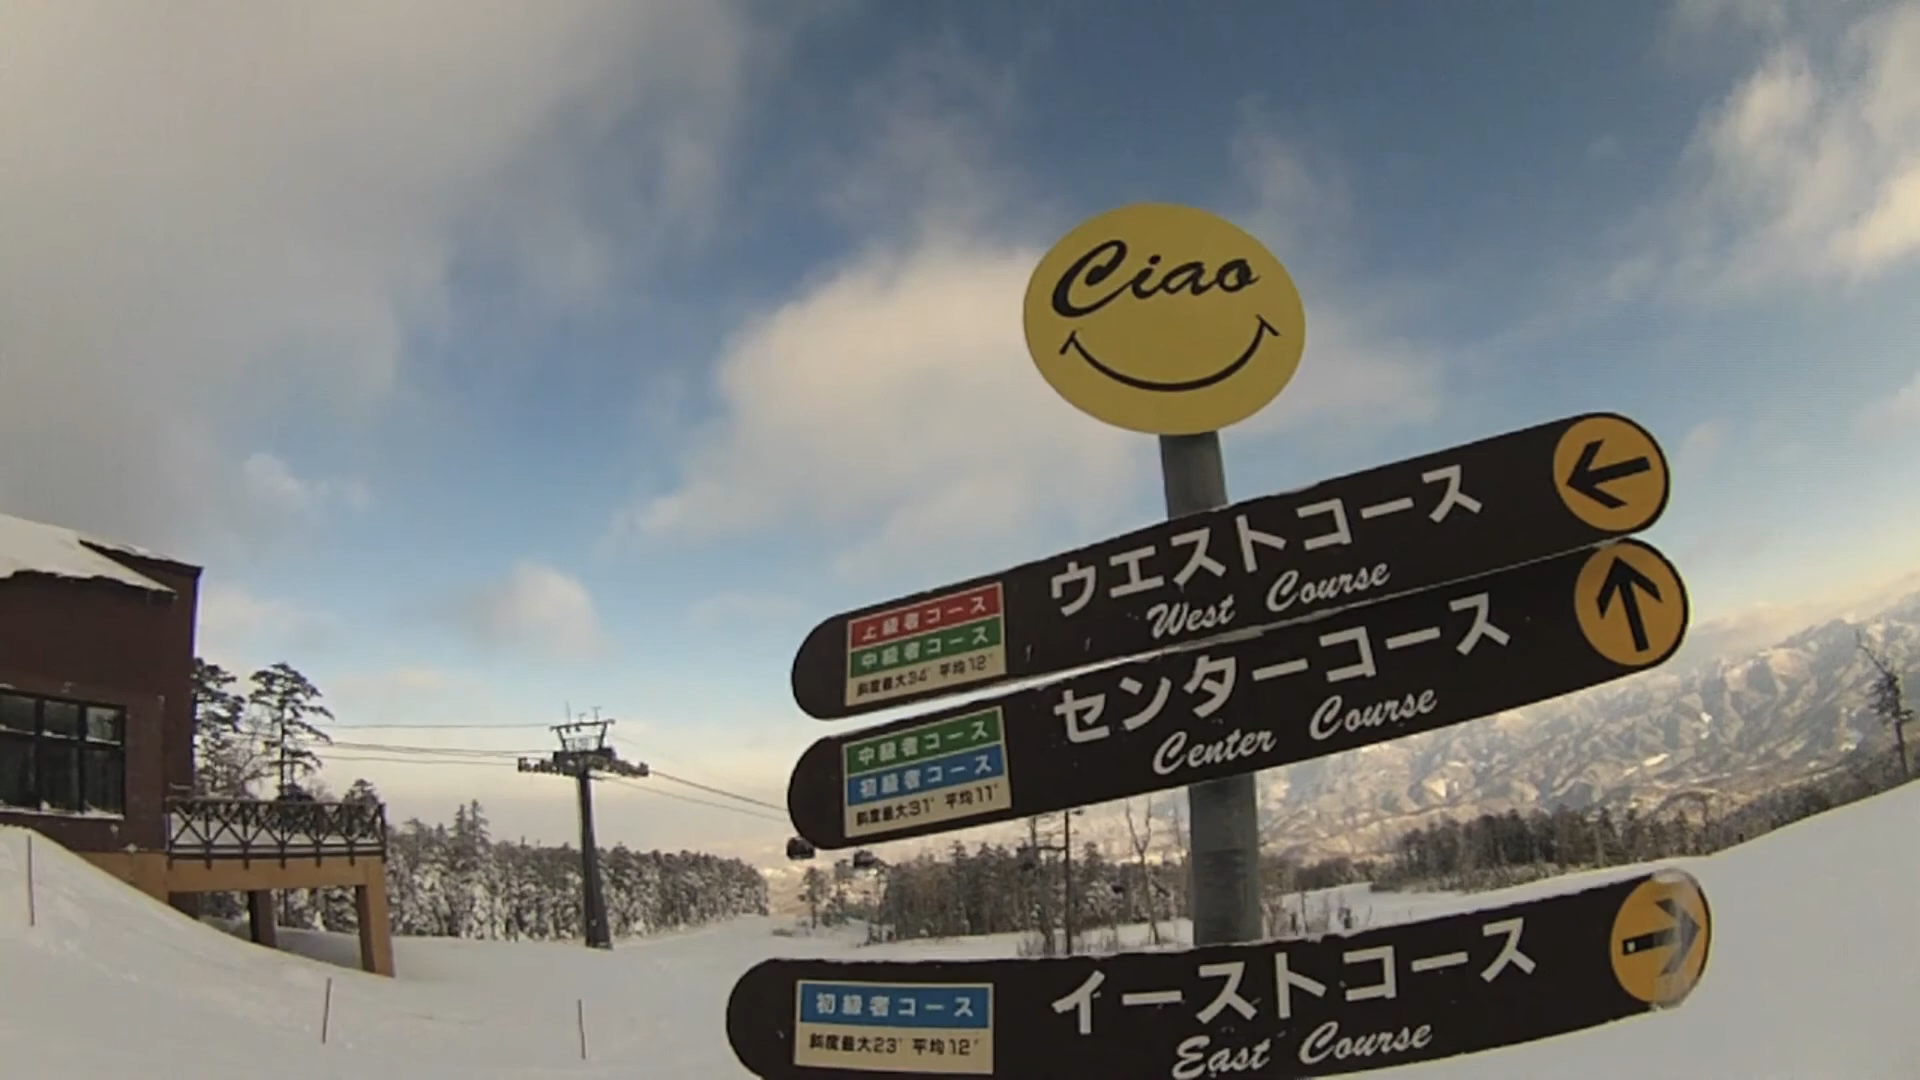 Ciao
ウエストコース
West Course
上級者コース
中級者コース
斜度最大34° 平均12°
センターコース
Center Course
中級者コース
初級者コース
斜度最大31° 平均11°
イーストコース
East Course
初級者コース
斜度最大23° 平均12°